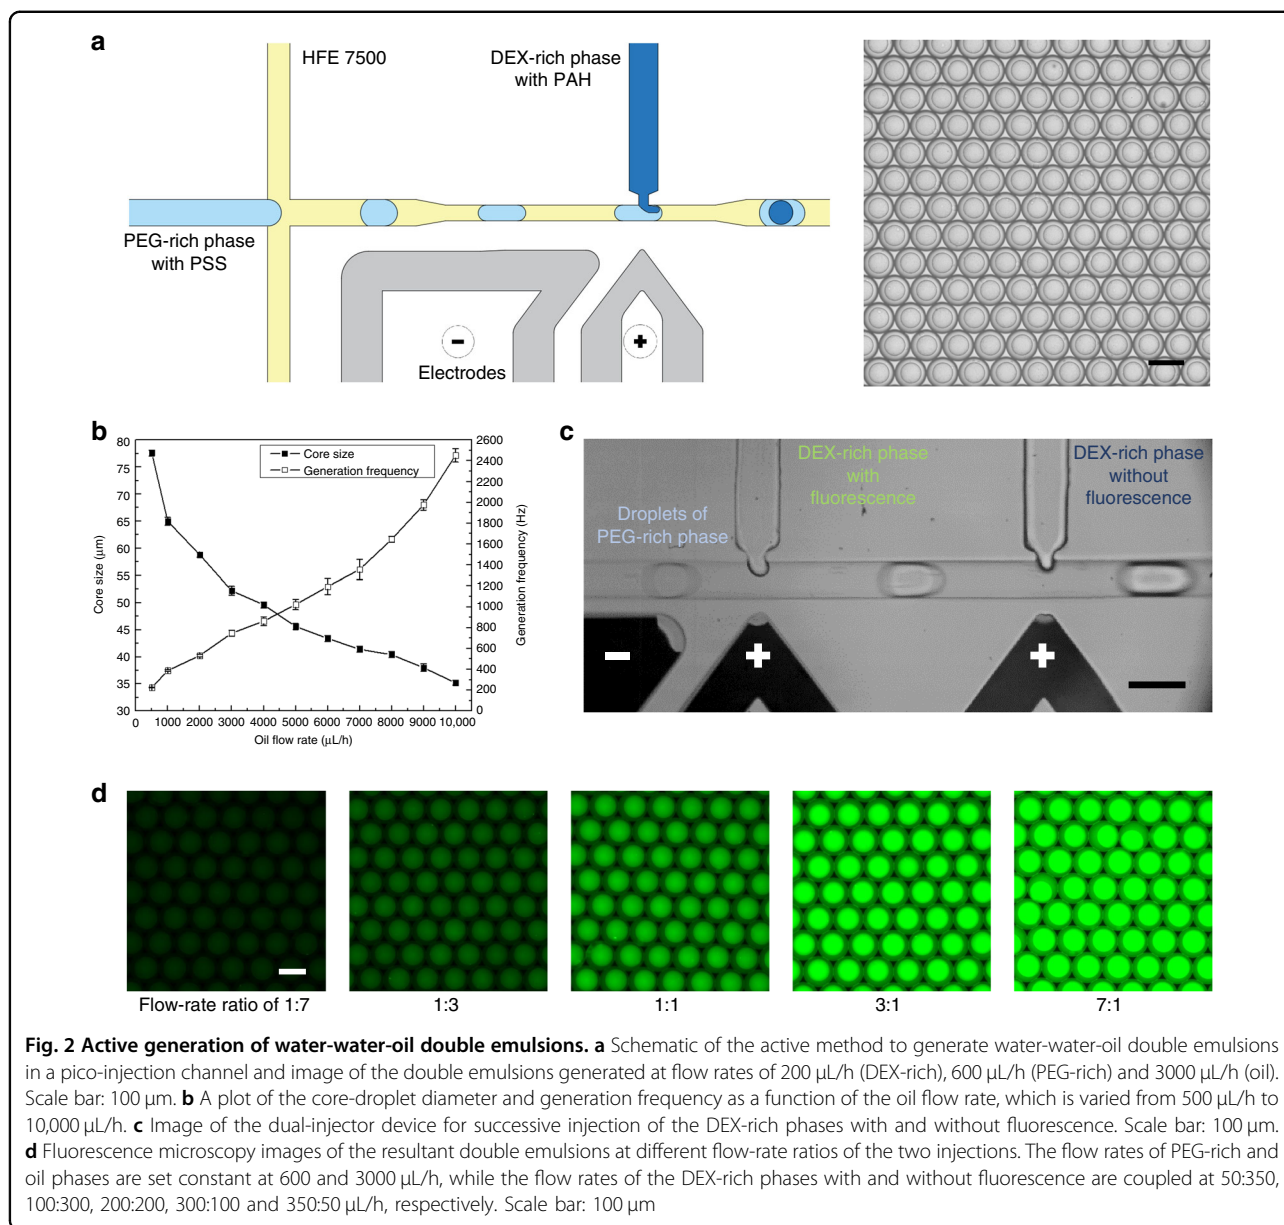 a
HFE 7500
DEX-rich phase
with PAH
PEG-rich phase
with PSS
–
+
Electrodes
b
80
75
70
65
60
55
50
45
40
35
30
Core size (μm)
Core size
Generation frequency
2600
2400
2200
2000
1800
1600
1400
1200
1000
800
600
400
200
0
Generation frequency (Hz)
0 1000 2000 3000 4000 5000 6000 7000 8000 9000 10,000
Oil flow rate (μL/h)
c
Droplets of
PEG-rich phase
DEX-rich phase
with
fluorescence
DEX-rich phase
without
fluorescence
–
+
+
d
Flow-rate ratio of 1:7
1:3
1:1
3:1
7:1
Fig. 2 Active generation of water-water-oil double emulsions. a Schematic of the active method to generate water-water-oil double emulsions
in a pico-injection channel and image of the double emulsions generated at flow rates of 200 μL/h (DEX-rich), 600 μL/h (PEG-rich) and 3000 μL/h (oil).
Scale bar: 100 μm. b A plot of the core-droplet diameter and generation frequency as a function of the oil flow rate, which is varied from 500 μL/h to
10,000 μL/h. c Image of the dual-injector device for successive injection of the DEX-rich phases with and without fluorescence. Scale bar: 100 μm.
d Fluorescence microscopy images of the resultant double emulsions at different flow-rate ratios of the two injections. The flow rates of PEG-rich and
oil phases are set constant at 600 and 3000 μL/h, while the flow rates of the DEX-rich phases with and without fluorescence are coupled at 50:350,
100:300, 200:200, 300:100 and 350:50 μL/h, respectively. Scale bar: 100 μm